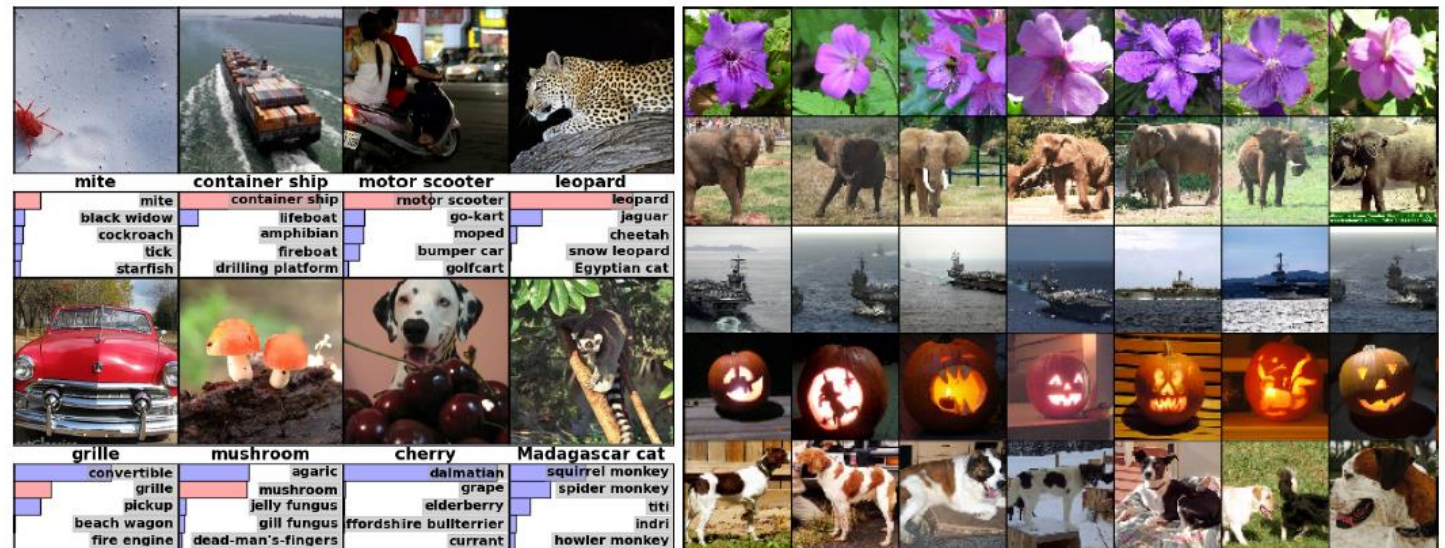 mite
container ship
motor scooter
leopard
mite
black widow
cockroach
tick
starfish
container ship
lifeboat
amphibian
fireboat
drilling platform
motor scooter
go-kart
moped
bumper car
golfcart
leopard
jaguar
cheetah
snow leopard
Egyptian cat
grille
mushroom
cherry
Madagascar cat
convertible
grille
pickup
beach wagon
fire engine
agaric
mushroom
jelly fungus
gill fungus
dead-man's-fingers
dalmatian
grape
elderberry
ffordshire bullterrier
currant
squirrel monkey
spider monkey
titi
indri
howler monkey